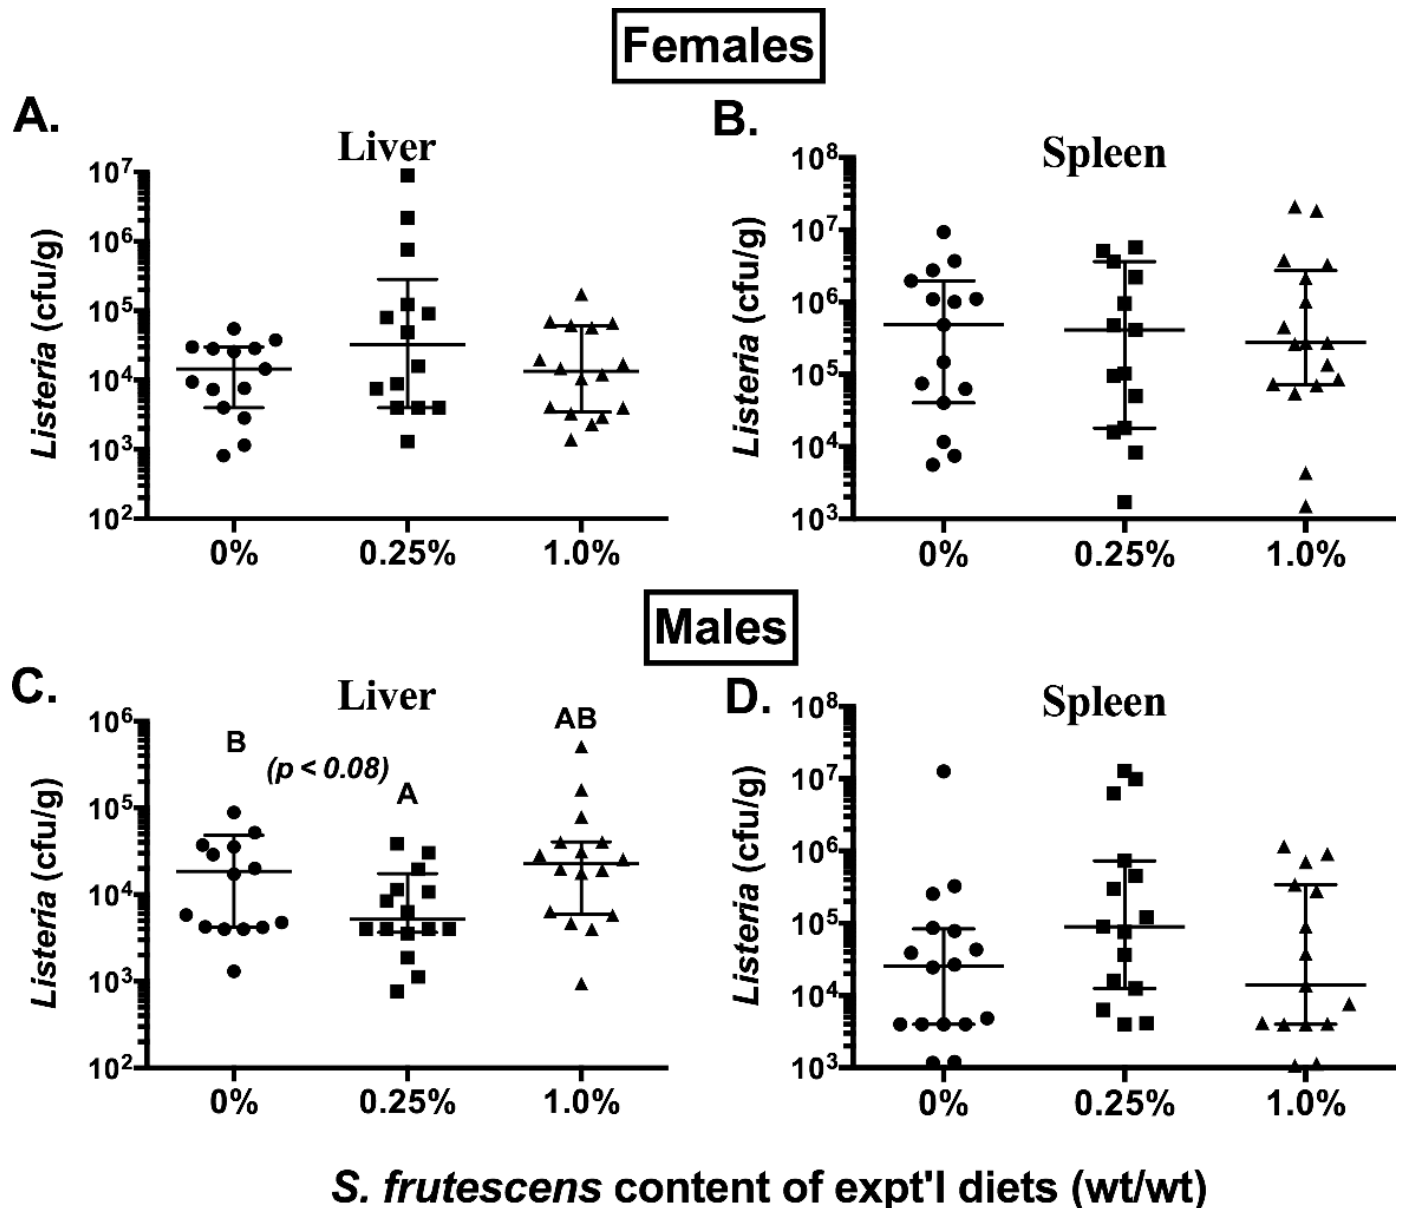 Females
A.
Liver
Listeria (cfu/g)
10⁷
10⁶
10⁵
10⁴
10³
10²
0% 0.25% 1.0%
B.
Spleen
Listeria (cfu/g)
10⁸
10⁷
10⁶
10⁵
10⁴
10³
0% 0.25% 1.0%
Males
C.
Liver
Listeria (cfu/g)
10⁶
10⁵
10⁴
10³
10²
B
(p < 0.08)
A
AB
0% 0.25% 1.0%
D.
Spleen
Listeria (cfu/g)
10⁸
10⁷
10⁶
10⁵
10⁴
10³
0% 0.25% 1.0%
S. frutescens content of expt'l diets (wt/wt)